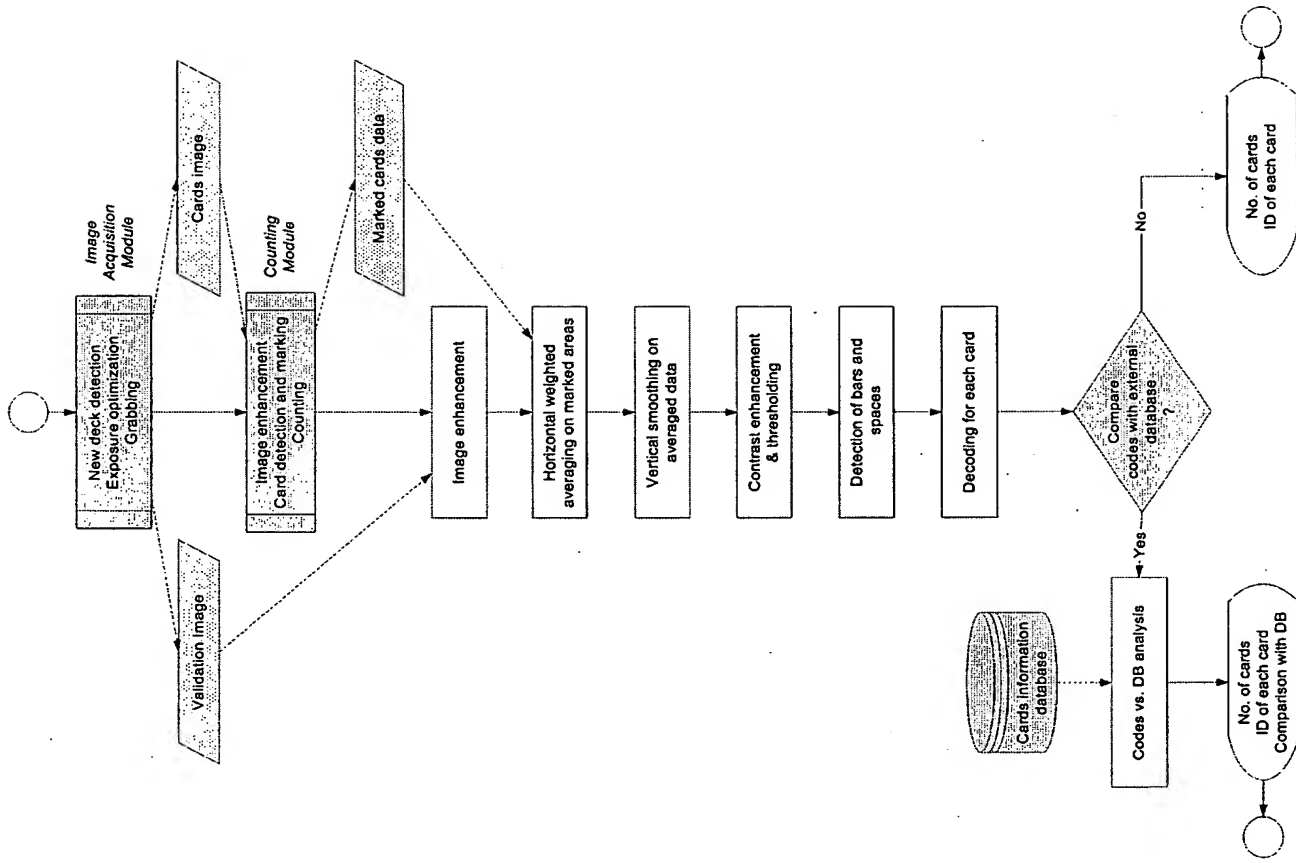 Image
Acquisition
Module
New deck detection
Exposure optimization
Grabbing
Validation Image
Cards image
Counting
Module
Image enhancement
Card detection and marking
Counting
Marked cards data
Image enhancement
Horizontal weighted
averaging on marked areas
Vertical smoothing on
averaged data
Contrast enhancement
& thresholding
Detection of bars and
spaces
Decoding for each card
Compare
codes with external
database
?
Yes
No
Cards information
database
Codes vs. DB analysis
No. of cards
ID of each card
Comparison with DB
No. of cards
ID of each card